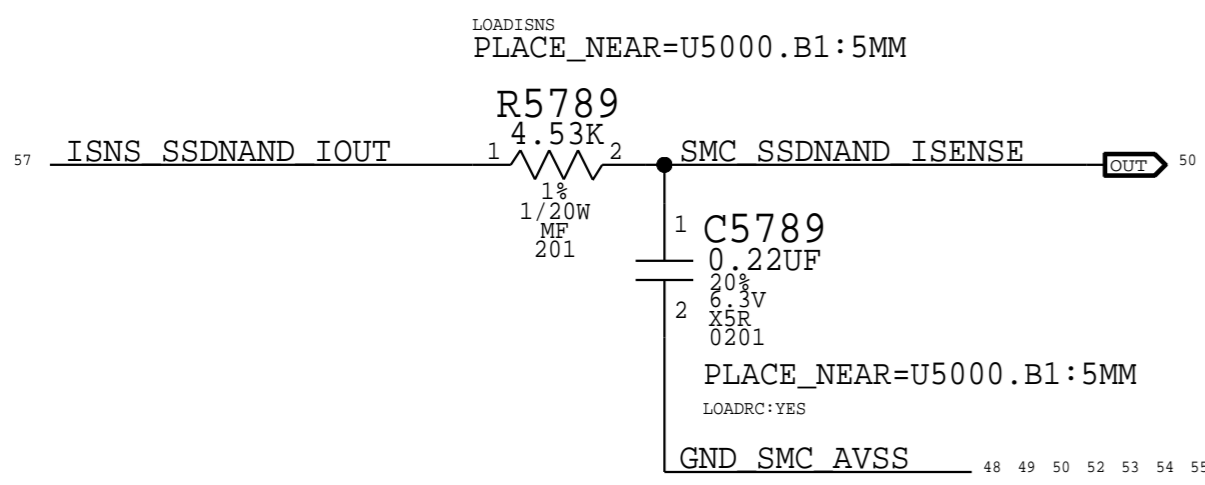 LOADISNS
PLACE_NEAR=U5000.B1:5MM
R5789
4.53K
57 ISNS_SSDNAND_IOUT 1 2 SMC_SSDNAND_ISENSE OUT 50
1%
1/20W
MF
201
1 C5789
0.22UF
20%
6.3V
2 X5R
0201
PLACE_NEAR=U5000.B1:5MM
LOADRC:YES
GND_SMC_AVSS 48 49 50 52 53 54 55